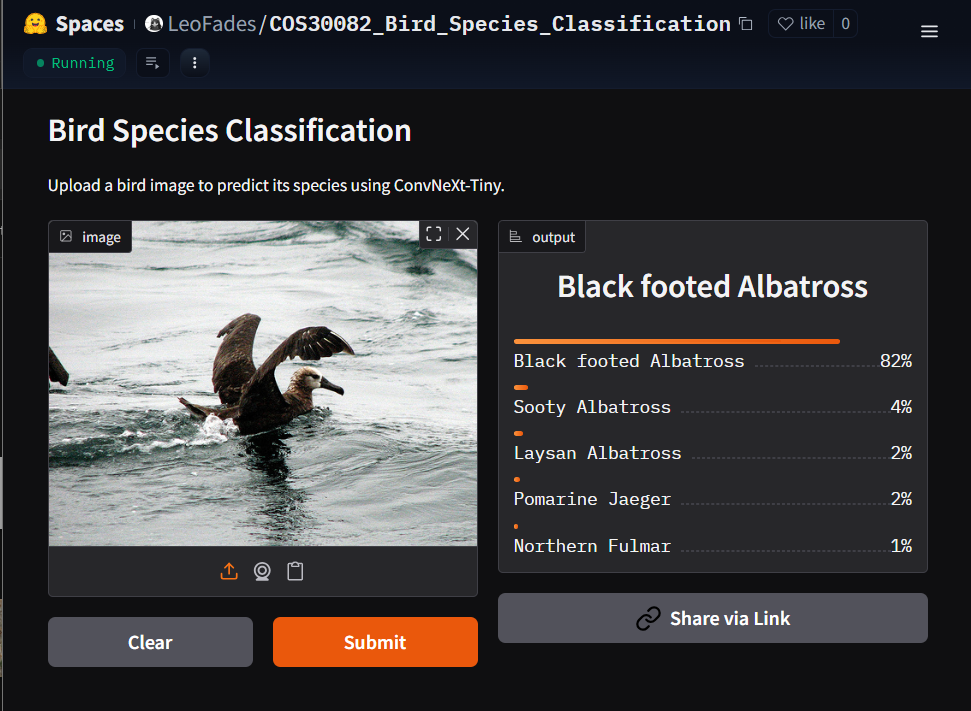 Spaces LeoFades/COS30082_Bird_Species_Classification like 0
Running
Bird Species Classification
Upload a bird image to predict its species using ConvNeXt-Tiny.
image
output
Black footed Albatross
Black footed Albatross 82%
Sooty Albatross 4%
Laysan Albatross 2%
Pomarine Jaeger 2%
Northern Fulmar 1%
Clear
Submit
Share via Link